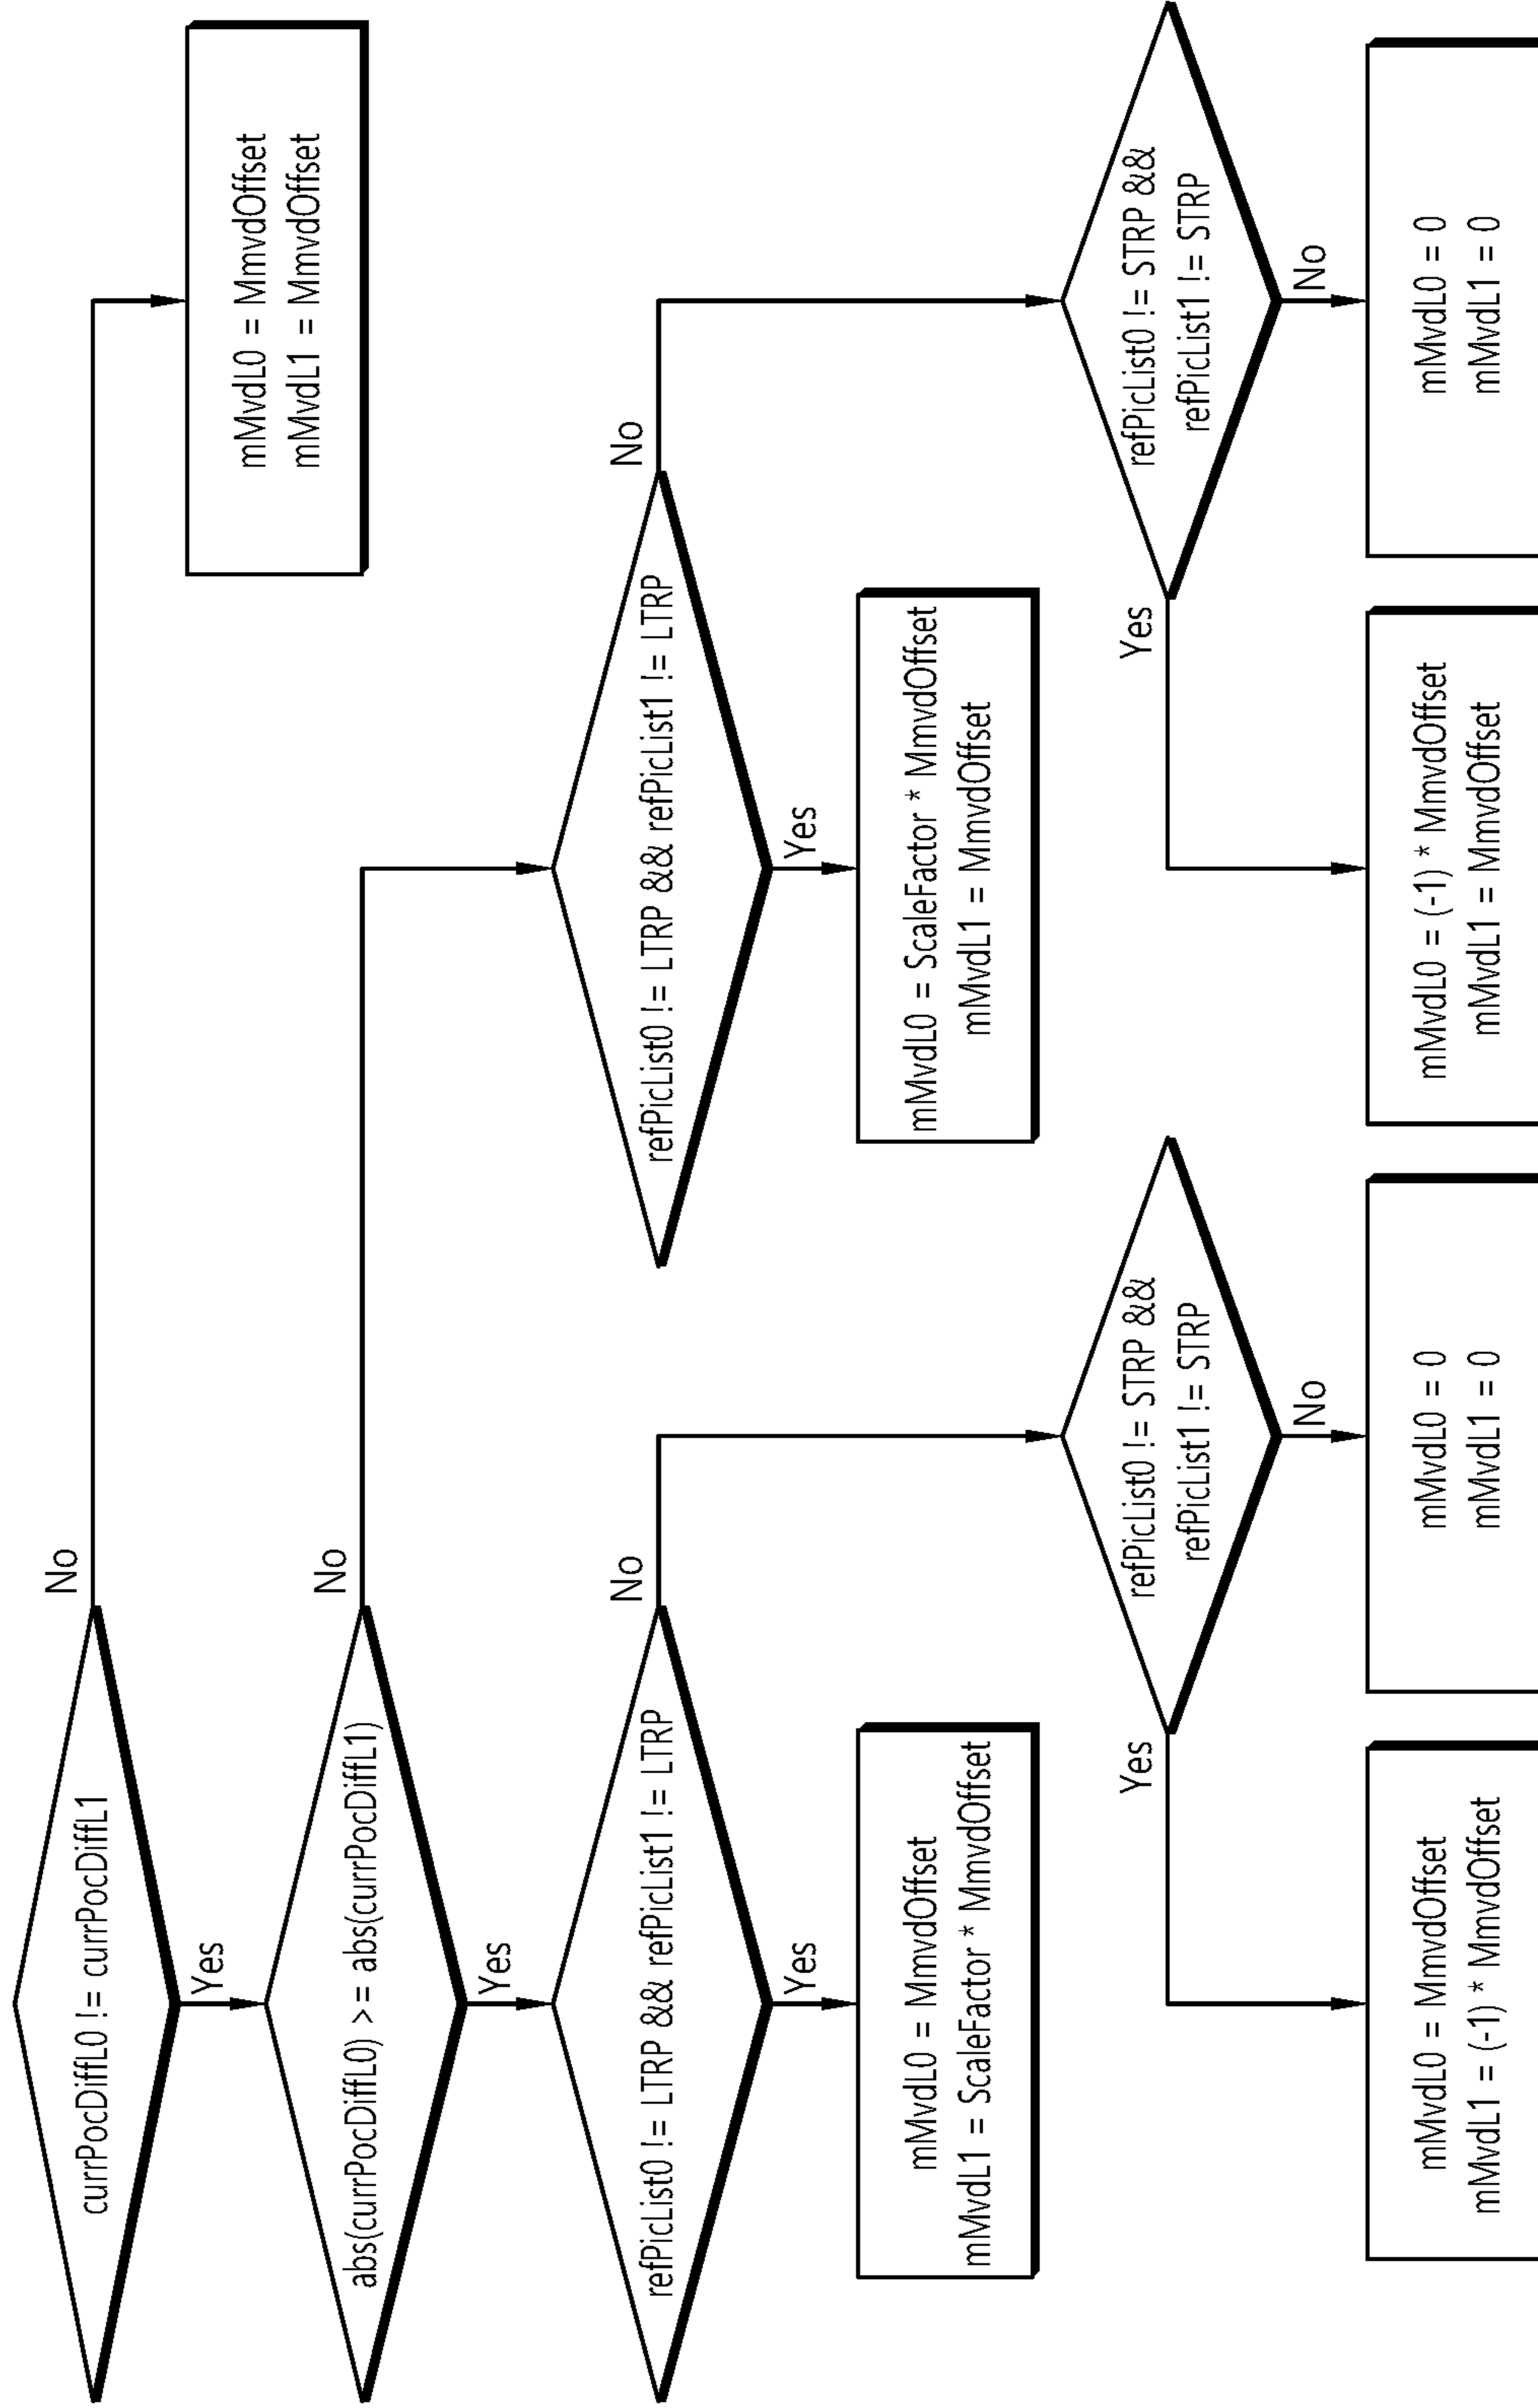 currPocDiffL0 != currPocDiffL1
No
Yes
mMvdL0 = MmvdOffset
mMvdL1 = MmvdOffset
abs(currPocDiffL0) >= abs(currPocDiffL1)
No
Yes
refPicList0 != LTRP && refPicList1 != LTRP
No
Yes
refPicList0 != LTRP && refPicList1 != LTRP
No
Yes
mMvdL0 = MmvdOffset
mMvdL1 = ScaleFactor * MmvdOffset
mMvdL0 = ScaleFactor * MmvdOffset
mMvdL1 = MmvdOffset
Yes
refPicList0 != STRP &&
refPicList1 != STRP
No
Yes
refPicList0 != STRP &&
refPicList1 != STRP
No
mMvdL0 = MmvdOffset
mMvdL1 = (-1) * MmvdOffset
mMvdL0 = 0
mMvdL1 = 0
mMvdL0 = (-1) * MmvdOffset
mMvdL1 = MmvdOffset
mMvdL0 = 0
mMvdL1 = 0